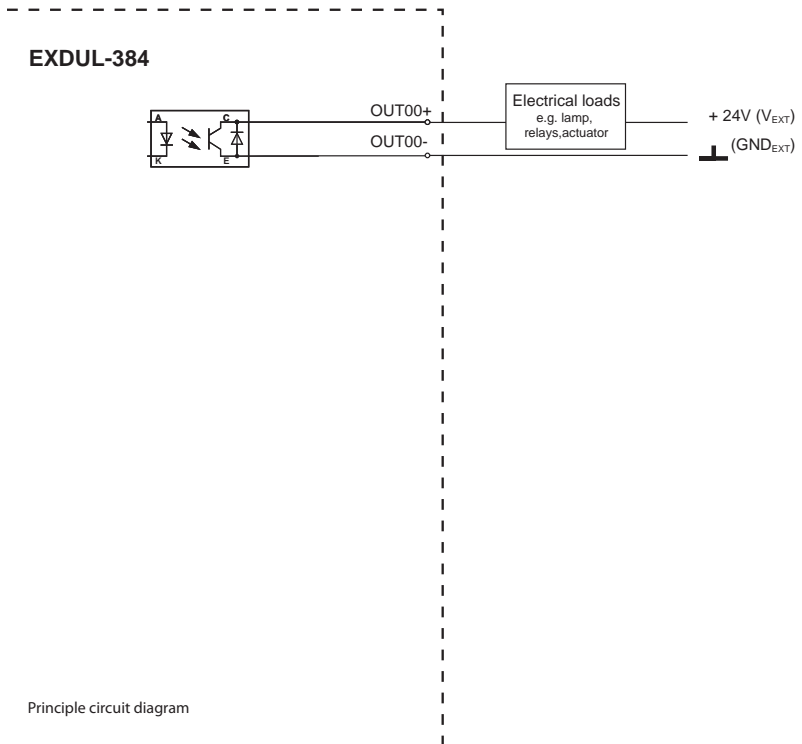 EXDUL-384
A
C
K
E
OUT00+
OUT00-
Electrical loads
e.g. lamp,
relays,actuator
+ 24V (VEXT)
(GNDEXT)
Principle circuit diagram